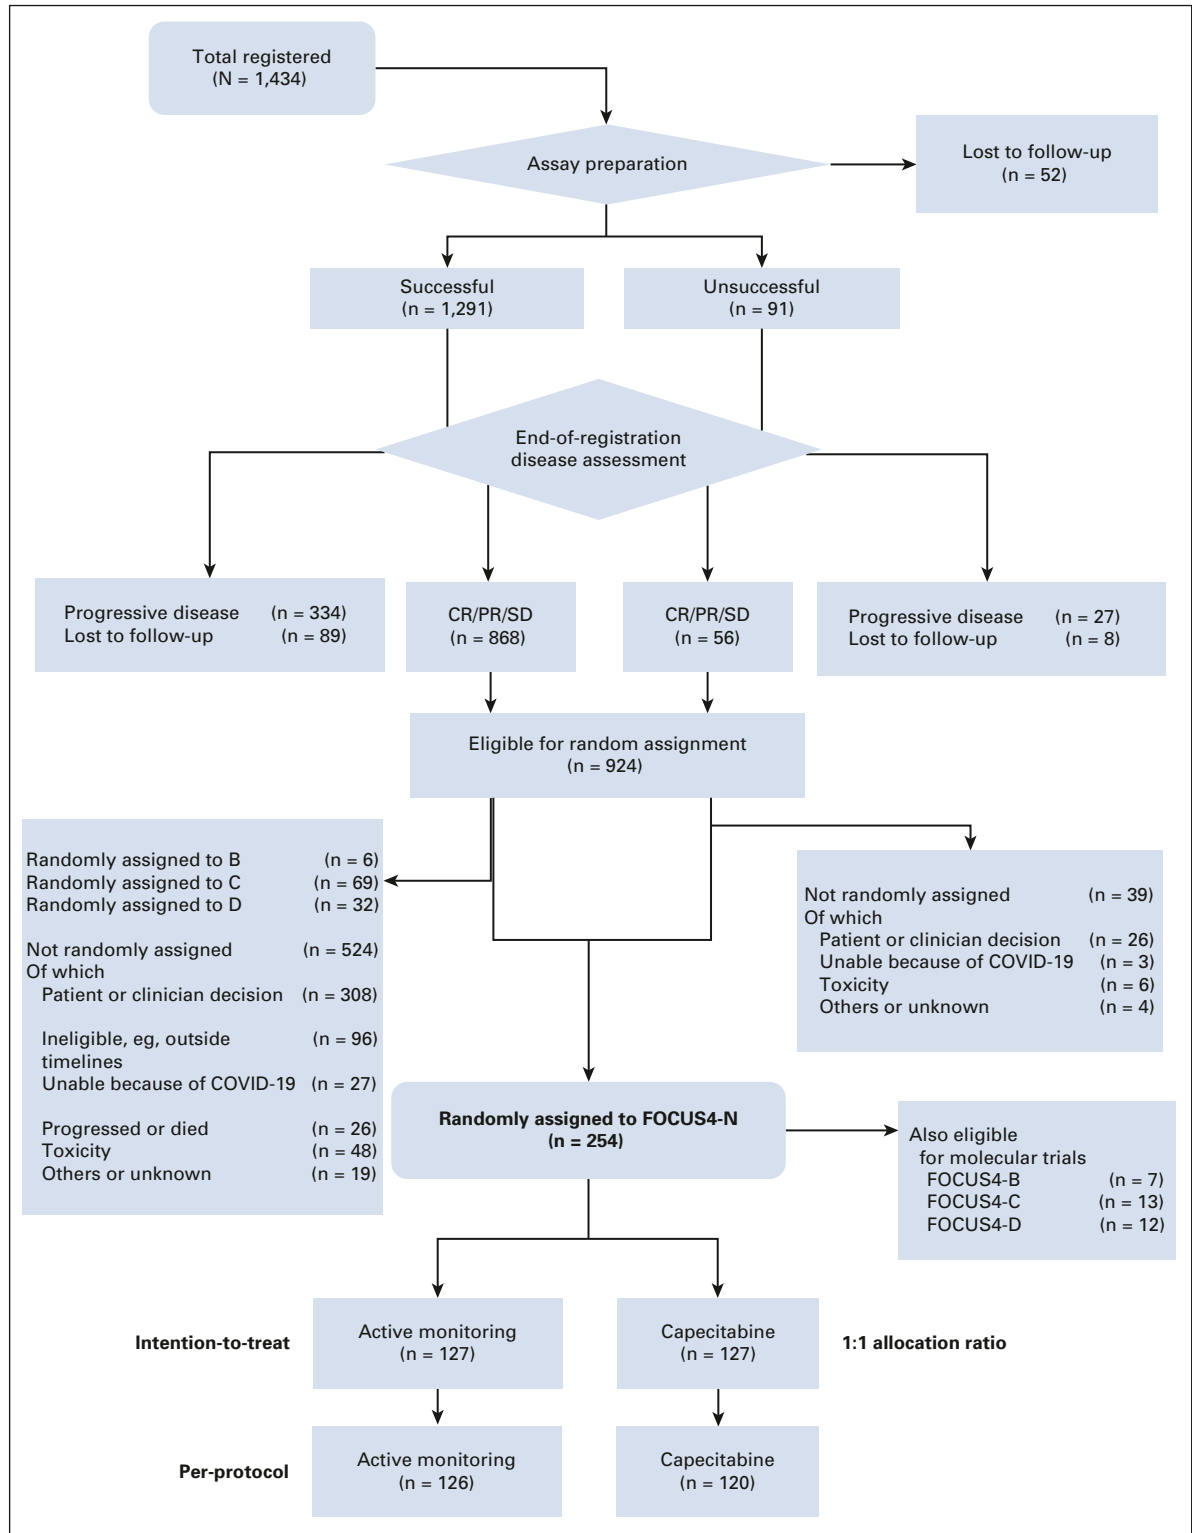 Total registered
(N = 1,434)
Assay preparation
Lost to follow-up
(n = 52)
Successful
(n = 1,291)
Unsuccessful
(n = 91)
End-of-registration
disease assessment
Progressive disease (n = 334)
Lost to follow-up (n = 89)
CR/PR/SD
(n = 868)
CR/PR/SD
(n = 56)
Progressive disease (n = 27)
Lost to follow-up (n = 8)
Eligible for random assignment
(n = 924)
Randomly assigned to B (n = 6)
Randomly assigned to C (n = 69)
Randomly assigned to D (n = 32)
Not randomly assigned (n = 524)
Of which
Patient or clinician decision (n = 308)
Ineligible, eg, outside (n = 96)
timelines
Unable because of COVID-19 (n = 27)
Progressed or died (n = 26)
Toxicity (n = 48)
Others or unknown (n = 19)
Not randomly assigned (n = 39)
Of which
Patient or clinician decision (n = 26)
Unable because of COVID-19 (n = 3)
Toxicity (n = 6)
Others or unknown (n = 4)
Randomly assigned to FOCUS4-N
(n = 254)
Also eligible
for molecular trials
FOCUS4-B (n = 7)
FOCUS4-C (n = 13)
FOCUS4-D (n = 12)
Intention-to-treat
Active monitoring
(n = 127)
Capecitabine
(n = 127)
1:1 allocation ratio
Per-protocol
Active monitoring
(n = 126)
Capecitabine
(n = 120)